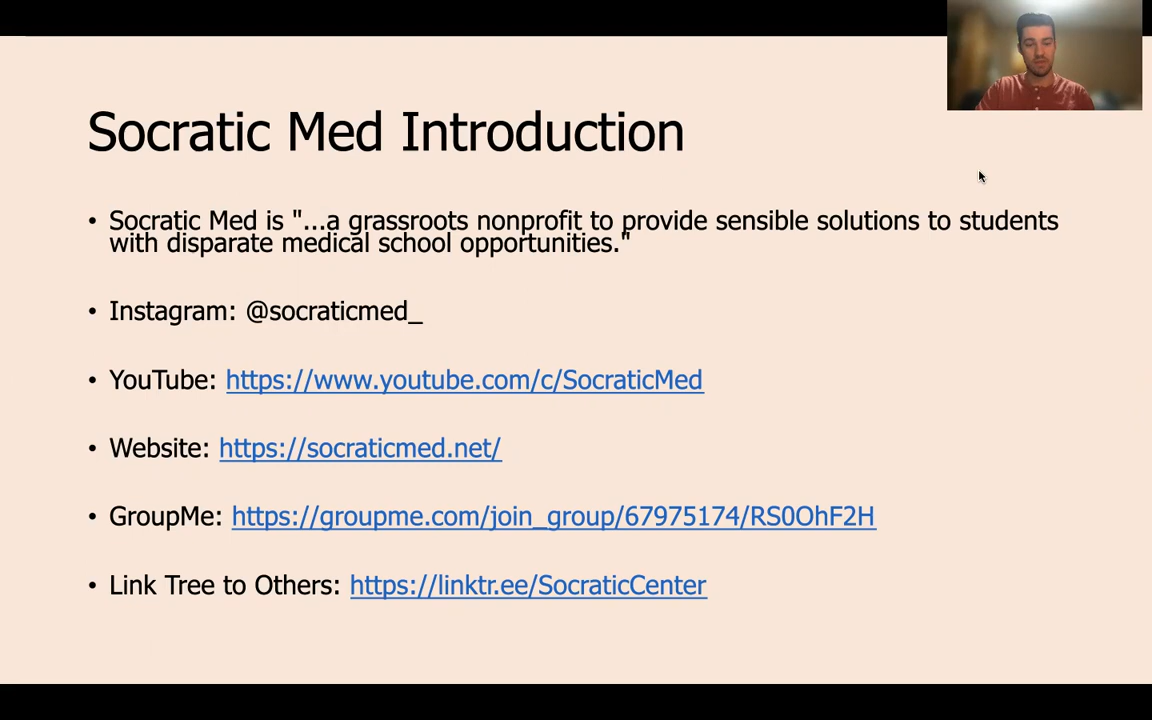 Socratic Med Introduction
• Socratic Med is "...a grassroots nonprofit to provide sensible solutions to students
with disparate medical school opportunities."
• Instagram: @socraticmed_
• YouTube: https://www.youtube.com/c/SocraticMed
• Website: https://socraticmed.net/
• GroupMe: https://groupme.com/join_group/67975174/RS0OhF2H
• Link Tree to Others: https://linktr.ee/SocraticCenter